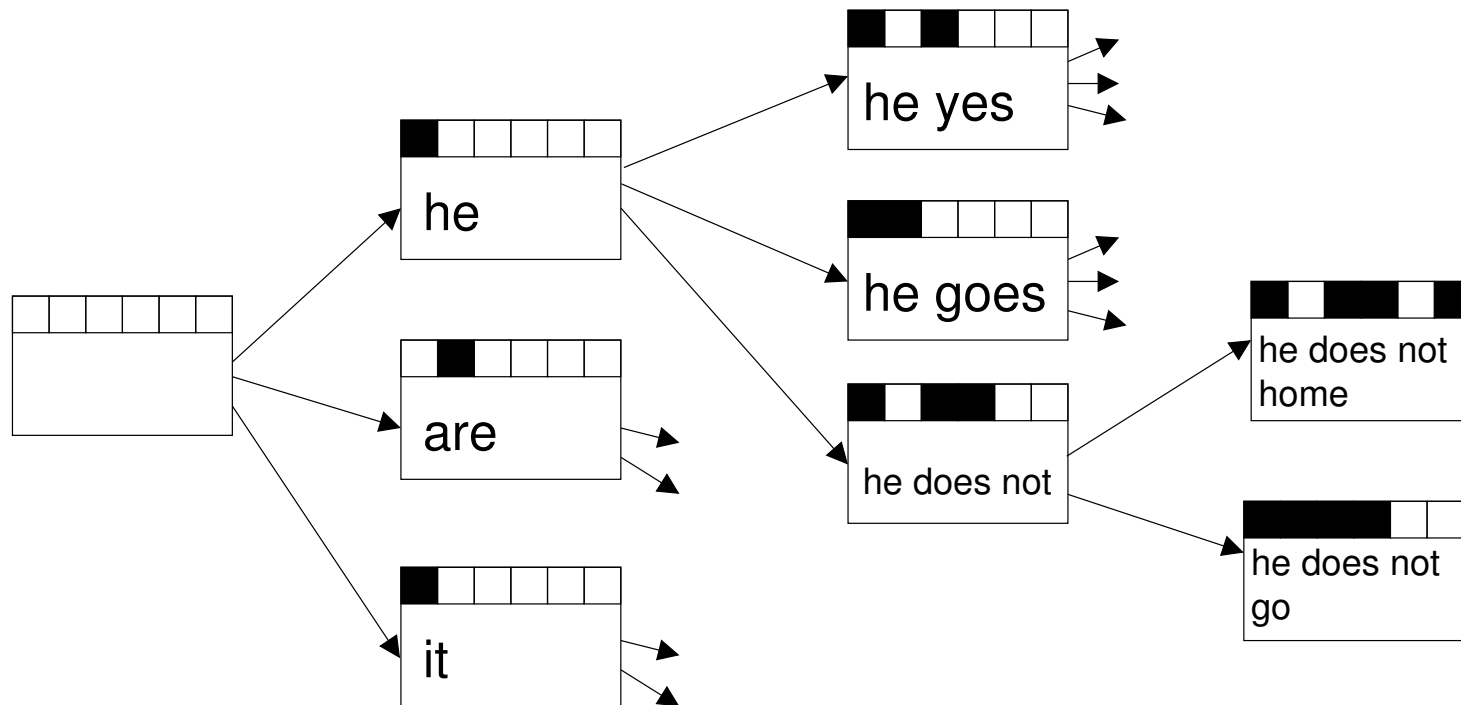 he yes
he
he goes
he does not
home
are
he does not
he does not
go
it